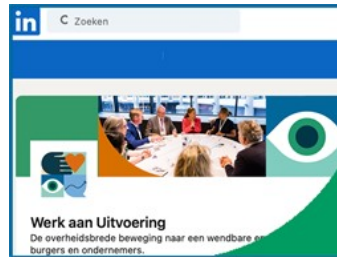 in
Zoeken
Werk aan Uitvoering
De overheidsbrede beweging naar een wendbare
burgers en ondernemers.